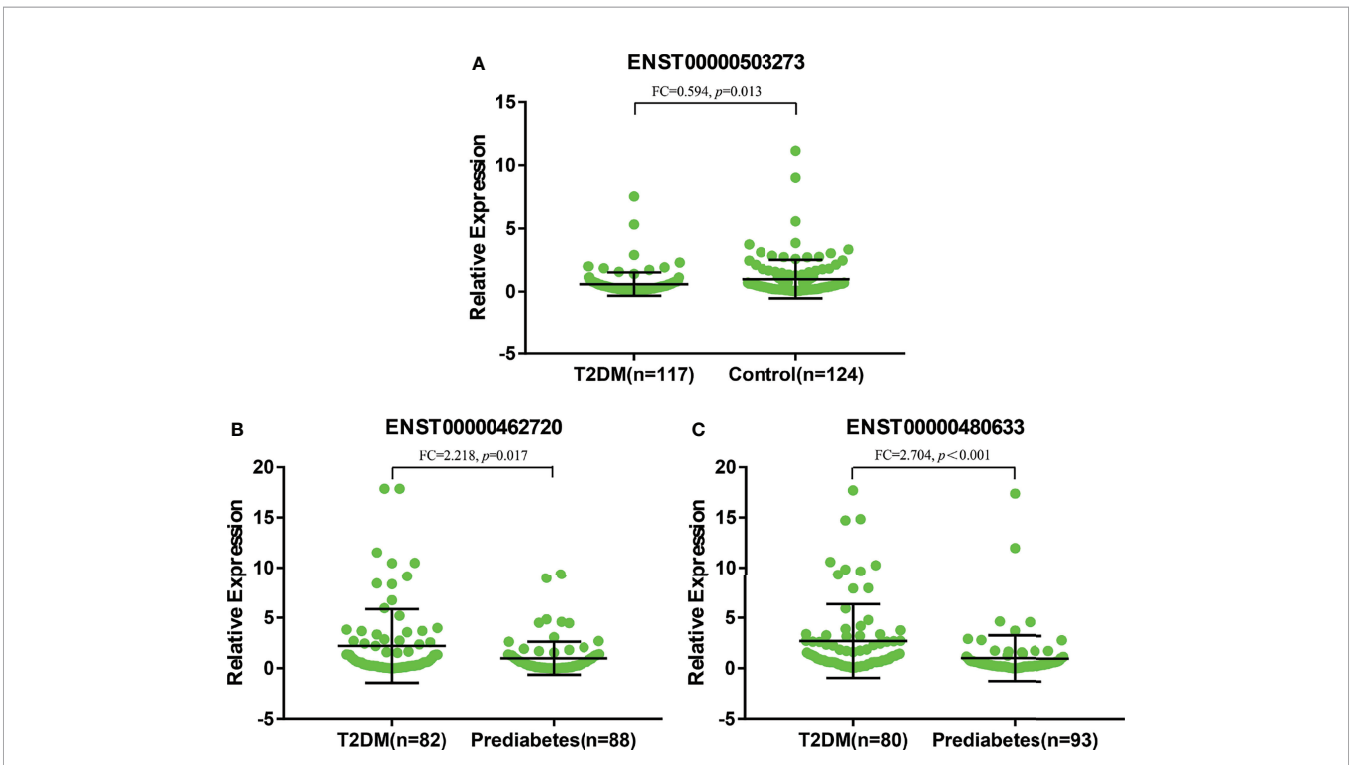 A
ENST00000503273
FC=0.594, p=0.013
15
10
5
0
-5
Relative Expression
T2DM(n=117)
Control(n=124)
B
ENST00000462720
FC=2.218, p=0.017
20
15
10
5
0
-5
Relative Expression
T2DM(n=82)
Prediabetes(n=88)
C
ENST00000480633
FC=2.704, p<0.001
20
15
10
5
0
-5
Relative Expression
T2DM(n=80)
Prediabetes(n=93)